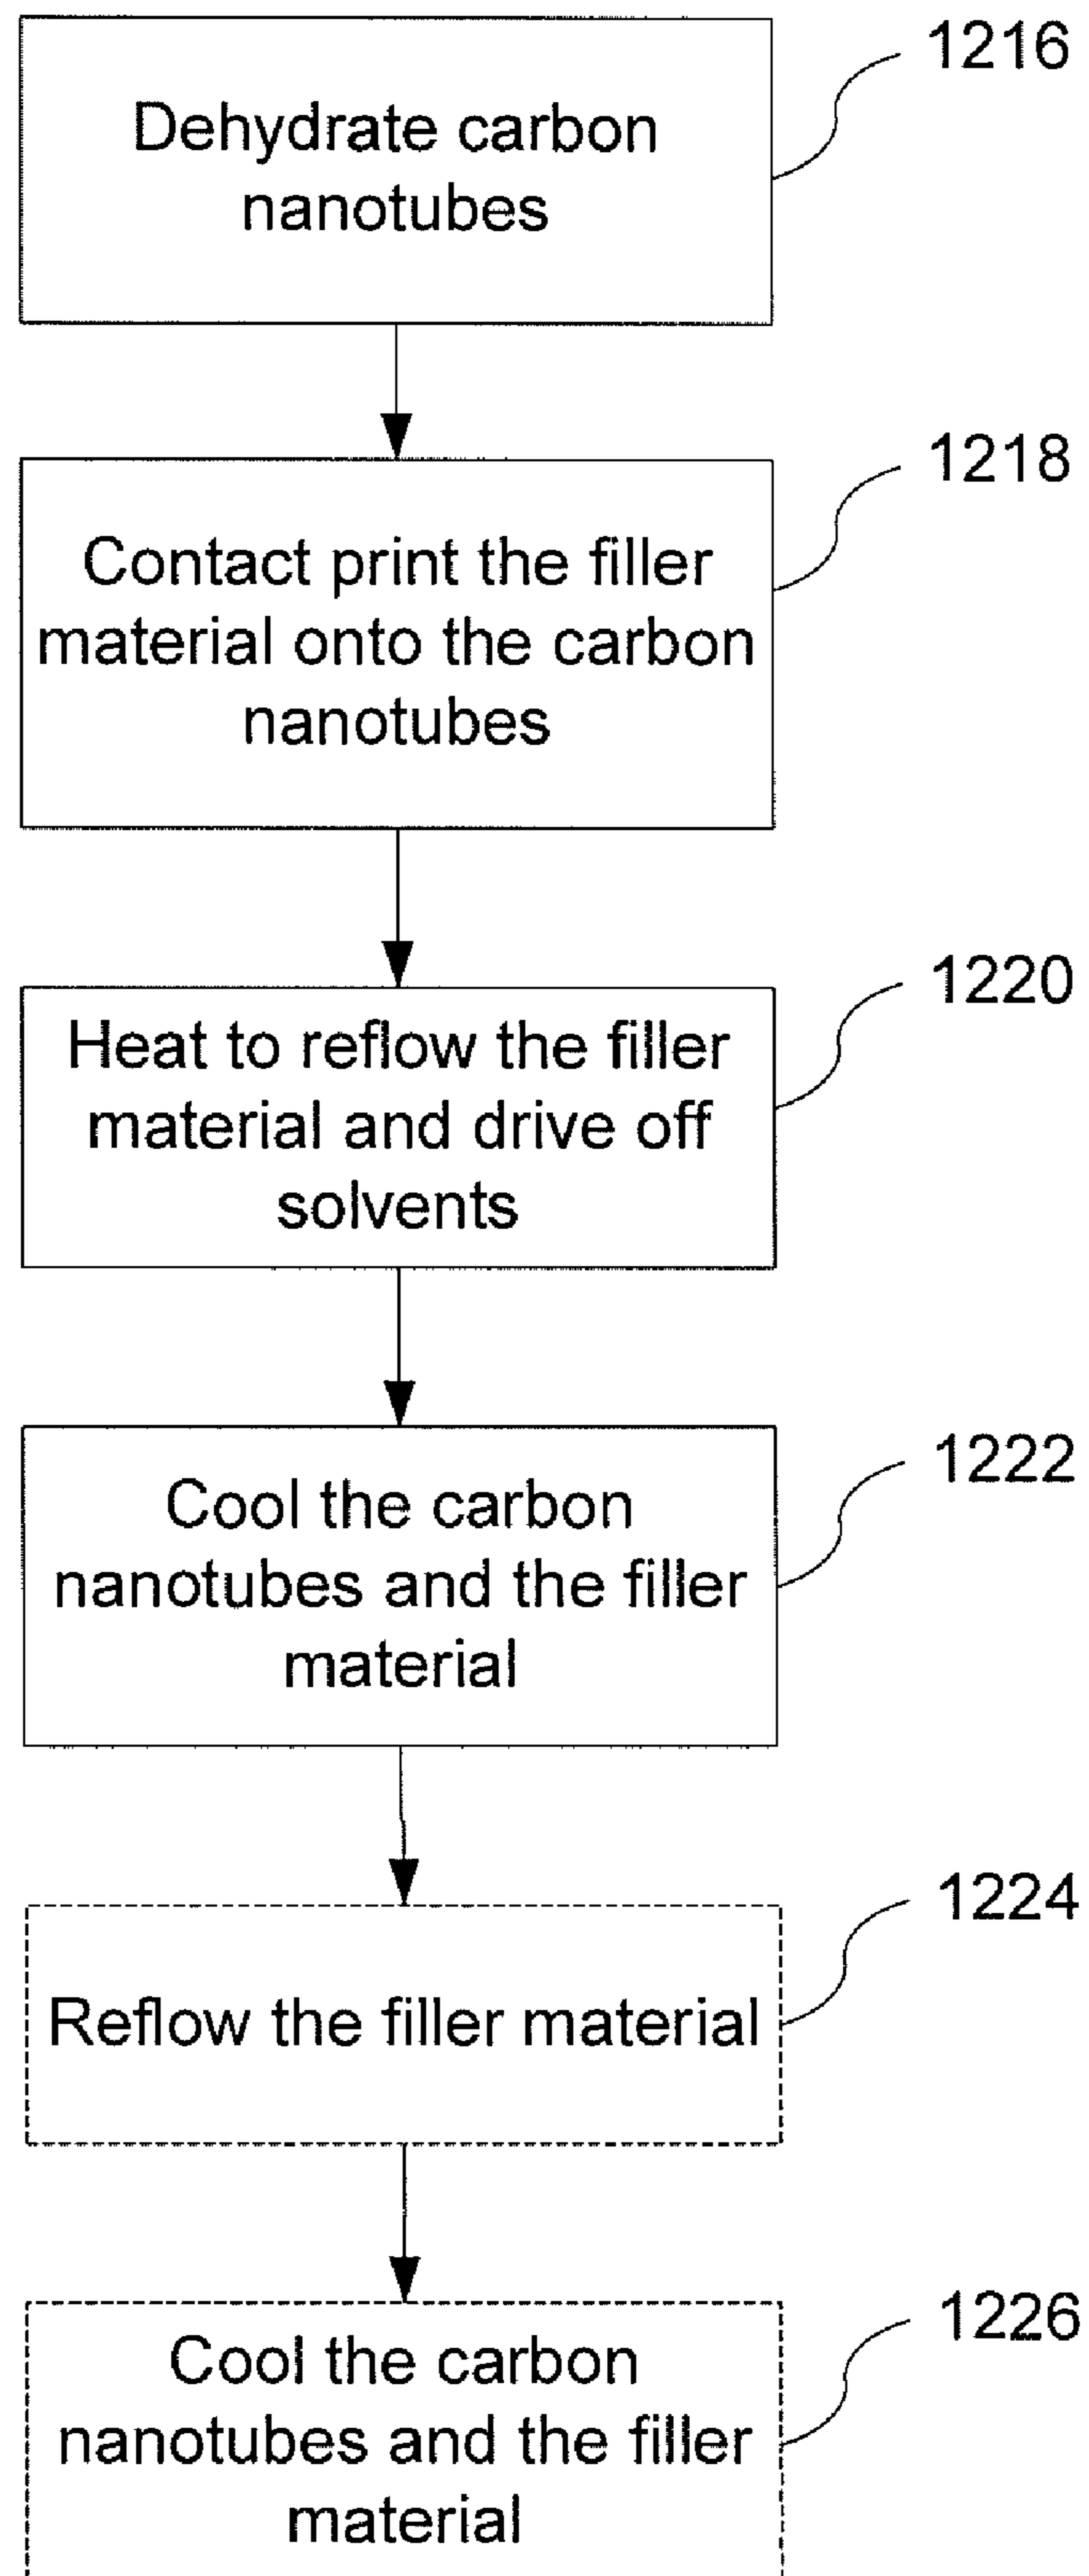 1216
Dehydrate carbon
nanotubes
1218
Contact print the filler
material onto the carbon
nanotubes
1220
Heat to reflow the filler
material and drive off
solvents
1222
Cool the carbon
nanotubes and the filler
material
1224
Reflow the filler material
1226
Cool the carbon
nanotubes and the filler
material